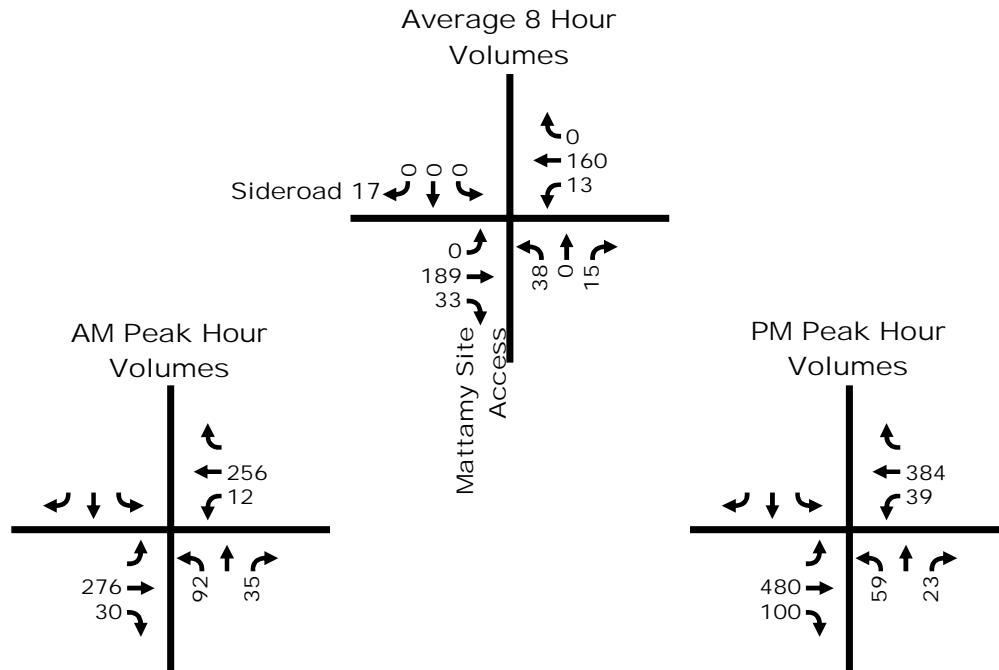 Average 8 Hour
Volumes
0
160
13
0 0 0
Sideroad 17
0
189
33
38 0 15
Mattamy Site
Access
AM Peak Hour
Volumes
256
12
276
30
92 35
PM Peak Hour
Volumes
384
39
480
100
59 23